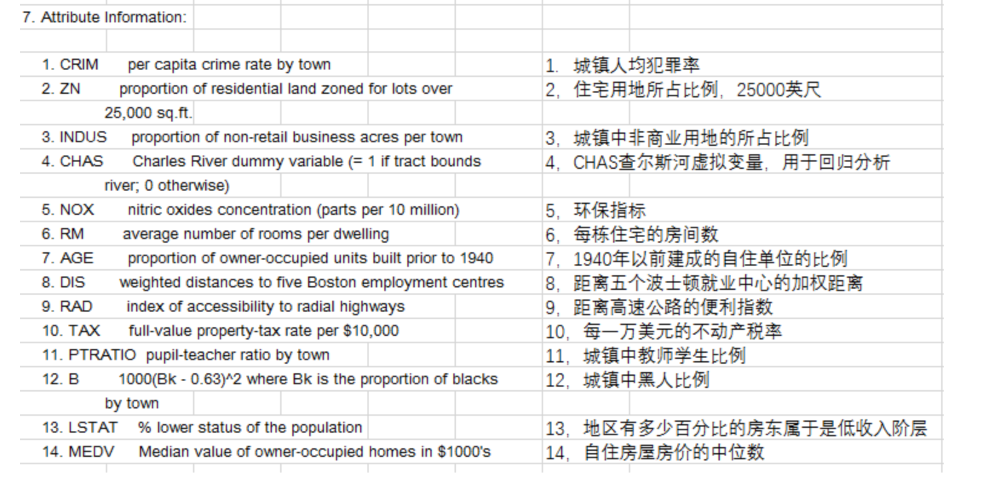 7. Attribute Information:
1. CRIM per capita crime rate by town 1. 城镇人均犯罪率
2. ZN proportion of residential land zoned for lots over 2, 住宅用地所占比例, 25000英尺
25,000 sq.ft.
3. INDUS proportion of non-retail business acres per town 3, 城镇中非商业用地的所占比例
4. CHAS Charles River dummy variable (= 1 if tract bounds 4, CHAS查尔斯河虚拟变量, 用于回归分析
river; 0 otherwise)
5. NOX nitric oxides concentration (parts per 10 million) 5, 环保指标
6. RM average number of rooms per dwelling 6, 每栋住宅的房间数
7. AGE proportion of owner-occupied units built prior to 1940 7, 1940年以前建成的自住单位的比例
8. DIS weighted distances to five Boston employment centres 8, 距离五个波士顿就业中心的加权距离
9. RAD index of accessibility to radial highways 9, 距离高速公路的便利指数
10. TAX full-value property-tax rate per $10,000 10, 每一万美元的不动产税率
11. PTRATIO pupil-teacher ratio by town 11, 城镇中教师学生比例
12. B 1000(Bk - 0.63)^2 where Bk is the proportion of blacks 12, 城镇中黑人比例
by town
13. LSTAT % lower status of the population 13, 地区有多少百分比的房东属于是低收入阶层
14. MEDV Median value of owner-occupied homes in $1000's 14, 自住房屋房价的中位数